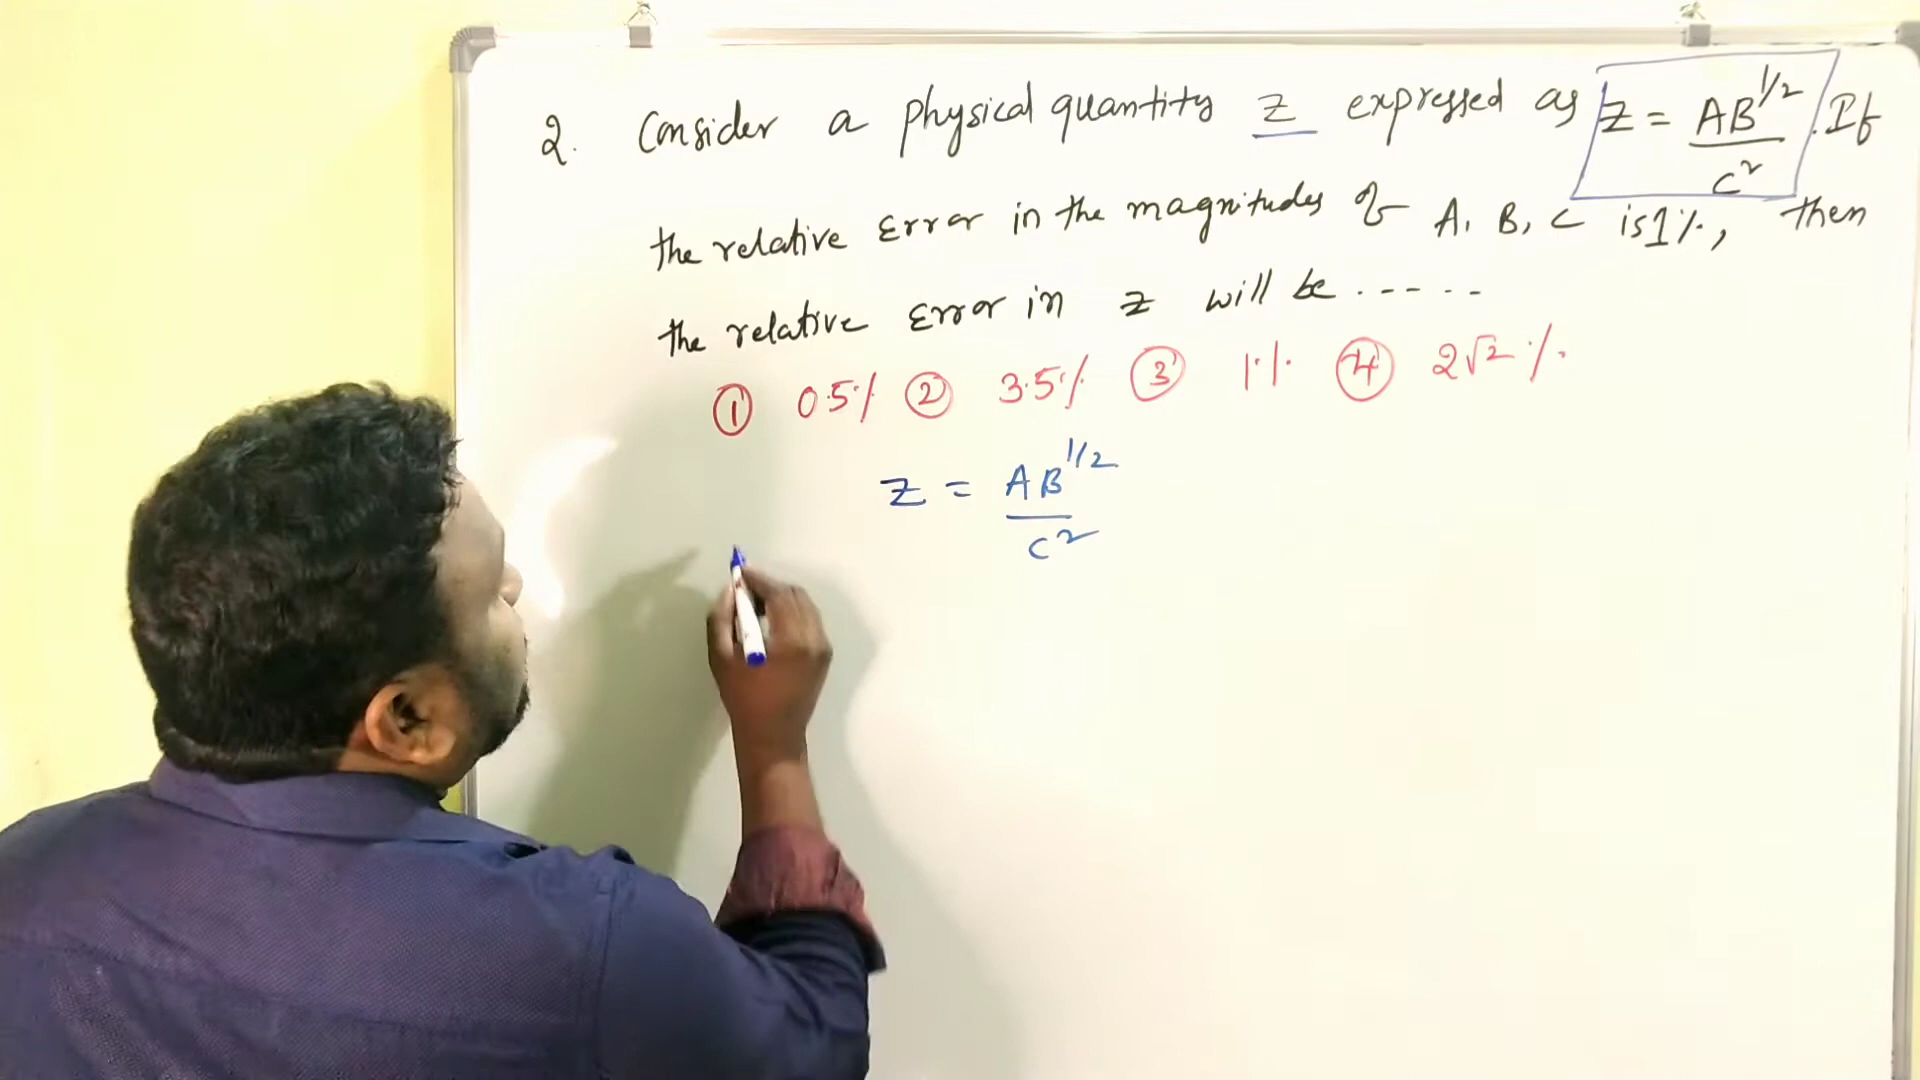 2. Consider a physical quantity z expressed as z = AB^1/2 / c^2. If
the relative Error in the magnitudes of A, B, C is 1%, then
the relative Error in z will be .....
① 0.5% ② 3.5% ③ 1% ④ 2√2 %
z = AB^1/2 / c^2